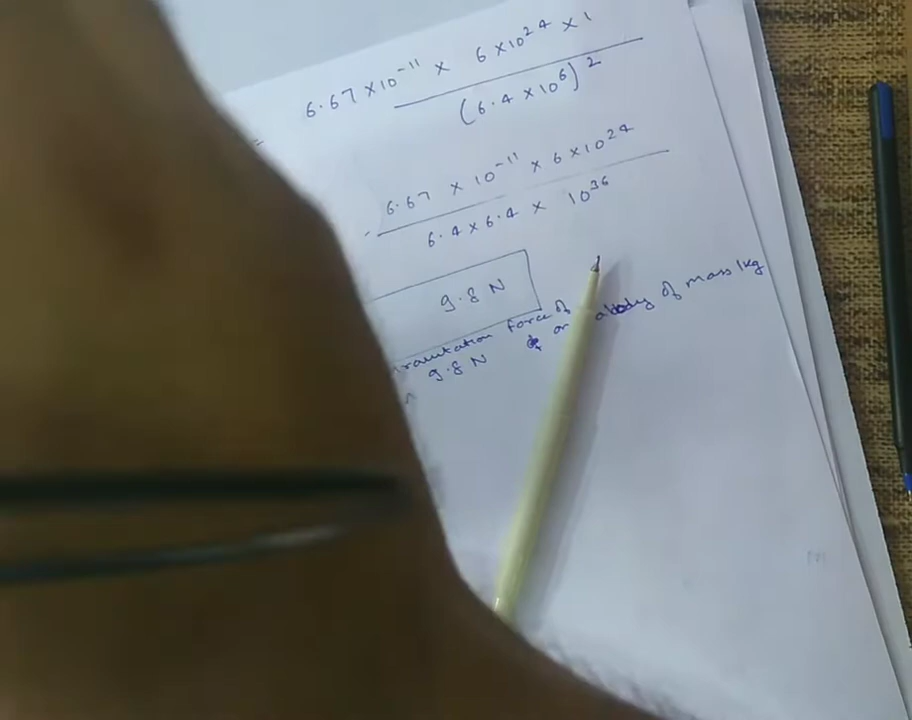 = 6.67 × 10⁻¹¹ × 6 × 10²⁴ × 1
(6.4 × 10⁶)²
6.67 × 10⁻¹¹ × 6 × 10²⁴
6.4 × 6.4 × 10³⁶
9.8 N
force of
9.8 N on a body of mass 1kg